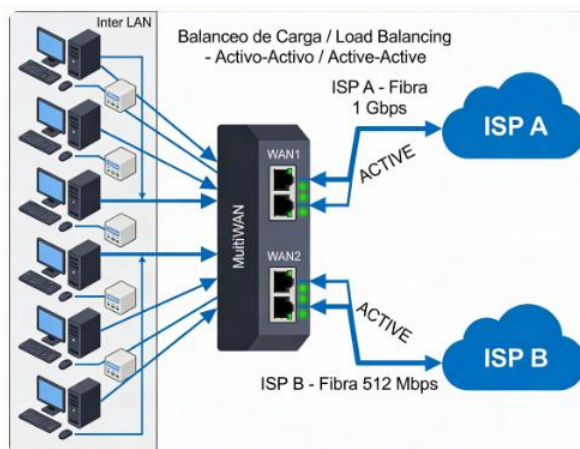 Inter LAN
Balanceo de Carga / Load Balancing
- Activo-Activo / Active-Active
ISP A - Fibra
1 Gbps
ISP A
WAN1
ACTIVE
MuitiWAN
WAN2
ACTIVE
ISP B
ISP B - Fibra 512 Mbps